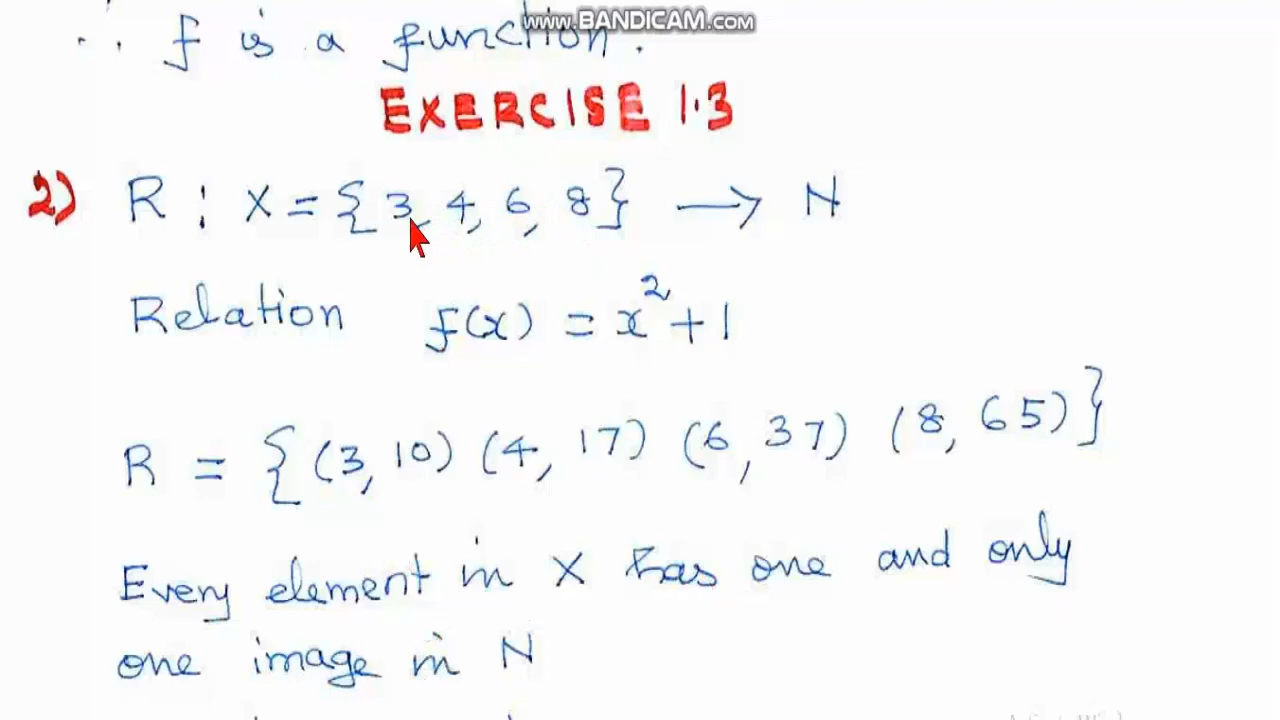 www.BANDICAM.com
∴ f is a function.
EXERCISE 1.3
2) R : X = {3, 4, 6, 8} → N
Relation f(x) = x² + 1
R = {(3, 10) (4, 17) (6, 37) (8, 65)}
Every element in X has one and only
one image in N